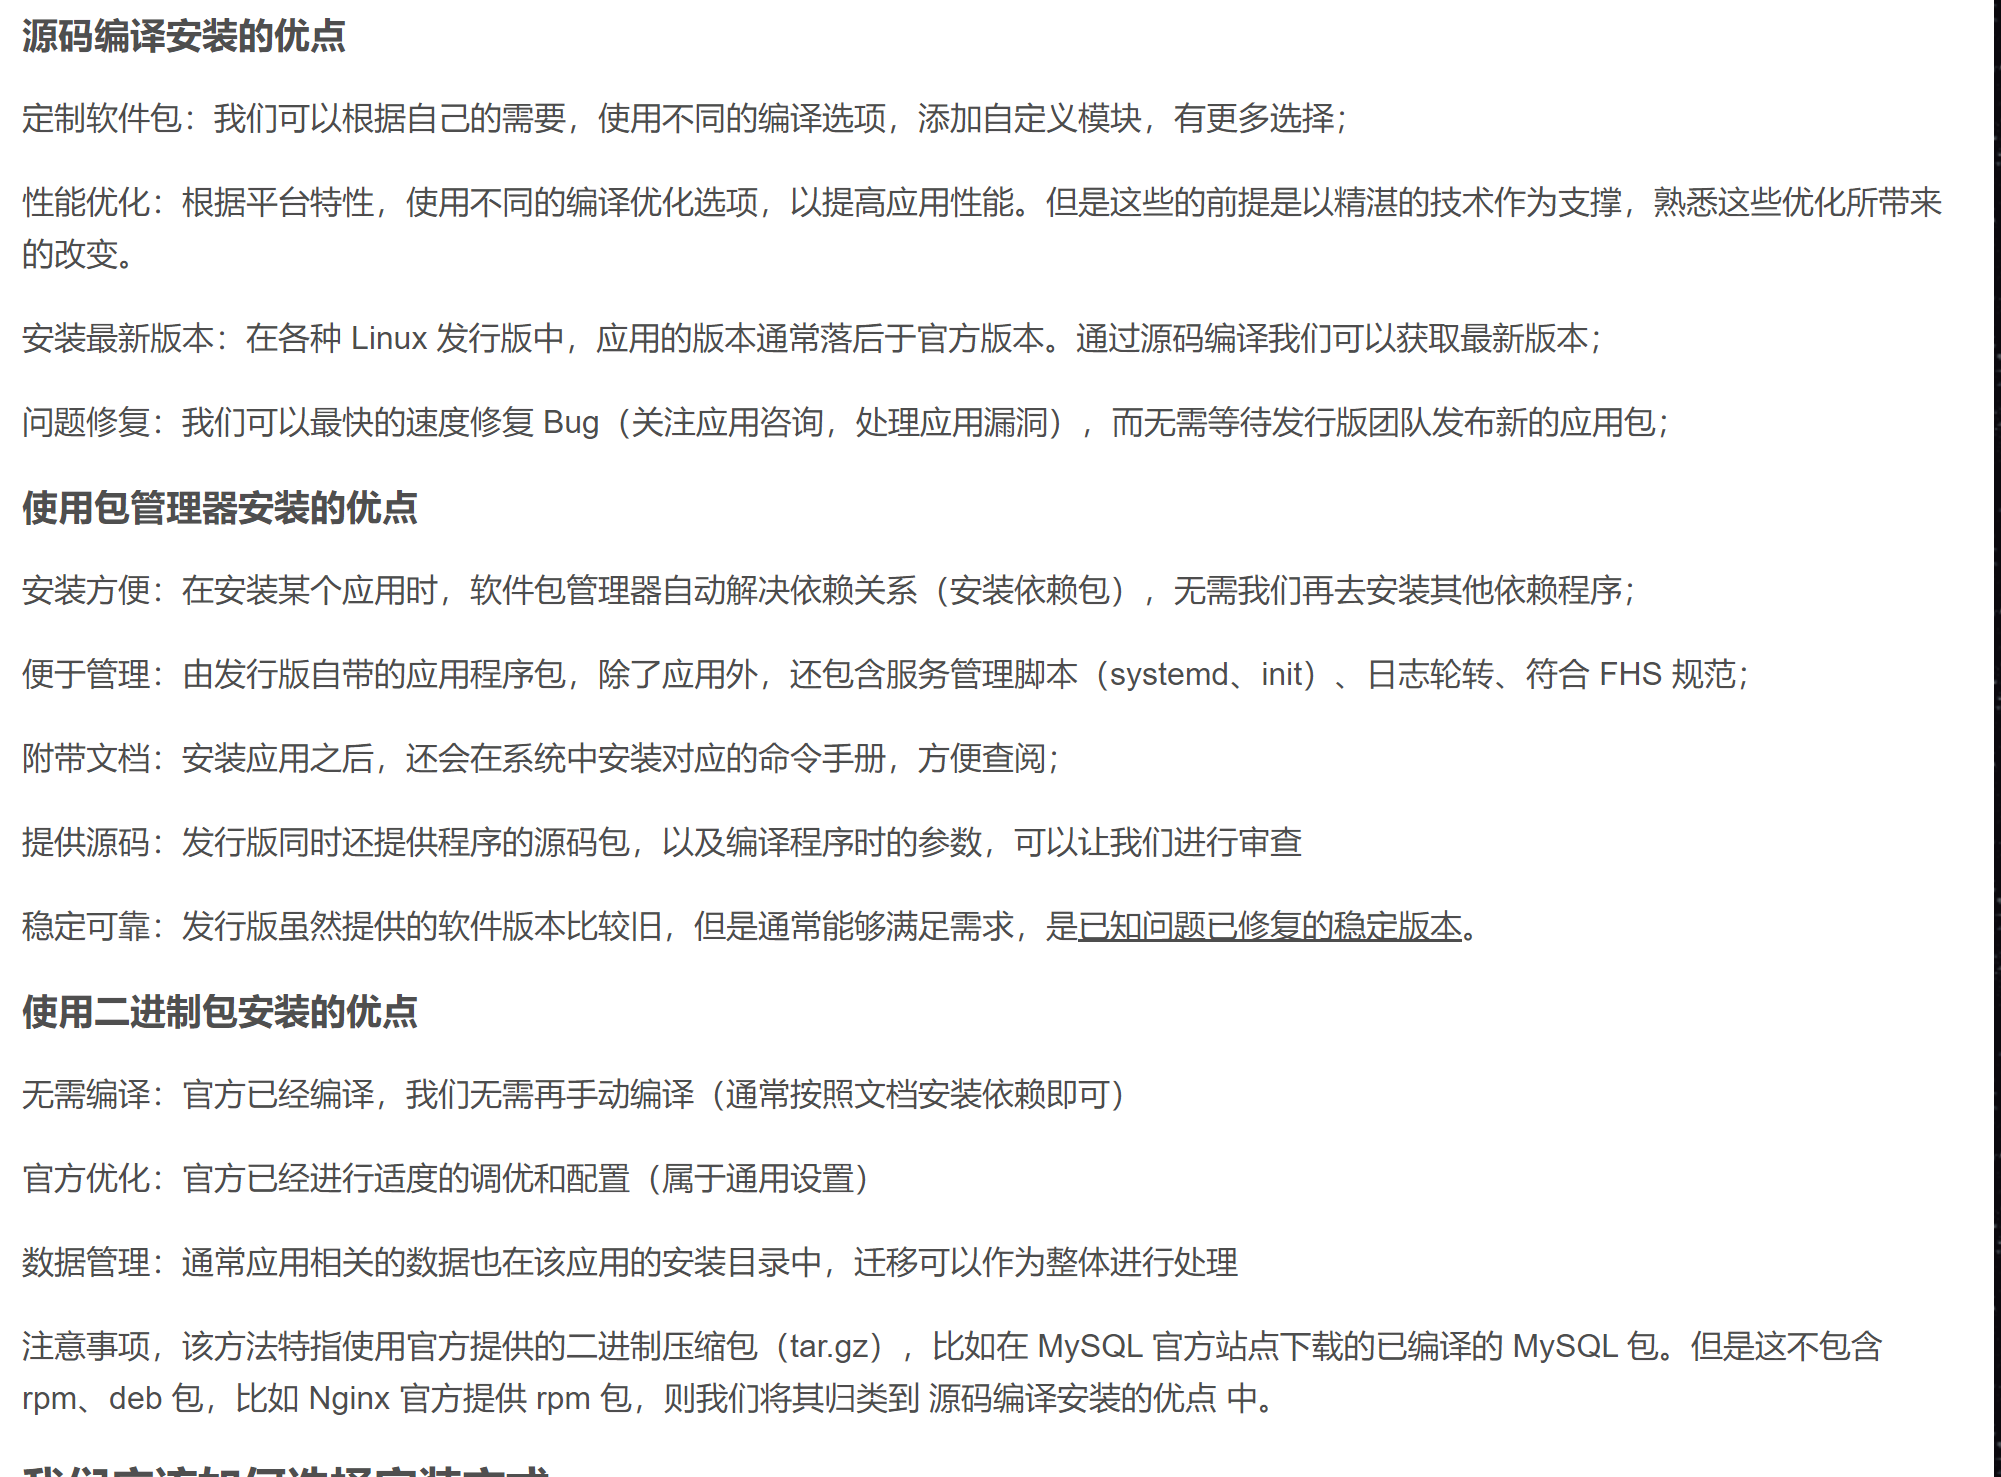 源码编译安装的优点
定制软件包：我们可以根据自己的需要，使用不同的编译选项，添加自定义模块，有更多选择；
性能优化：根据平台特性，使用不同的编译优化选项，以提高应用性能。但是这些的前提是以精湛的技术作为支撑，熟悉这些优化所带来
的改变。
安装最新版本：在各种 Linux 发行版中，应用的版本通常落后于官方版本。通过源码编译我们可以获取最新版本；
问题修复：我们可以最快的速度修复 Bug（关注应用咨询，处理应用漏洞），而无需等待发行版团队发布新的应用包；
使用包管理器安装的优点
安装方便：在安装某个应用时，软件包管理器自动解决依赖关系（安装依赖包），无需我们再去安装其他依赖程序；
便于管理：由发行版自带的应用程序包，除了应用外，还包含服务管理脚本（systemd、init）、日志轮转、符合 FHS 规范；
附带文档：安装应用之后，还会在系统中安装对应的命令手册，方便查阅；
提供源码：发行版同时还提供程序的源码包，以及编译程序时的参数，可以让我们进行审查
稳定可靠：发行版虽然提供的软件版本比较旧，但是通常能够满足需求，是已知问题已修复的稳定版本。
使用二进制包安装的优点
无需编译：官方已经编译，我们无需再手动编译（通常按照文档安装依赖即可）
官方优化：官方已经进行适度的调优和配置（属于通用设置）
数据管理：通常应用相关的数据也在该应用的安装目录中，迁移可以作为整体进行处理
注意事项，该方法特指使用官方提供的二进制压缩包（tar.gz），比如在 MySQL 官方站点下载的已编译的 MySQL 包。但是这不包含
rpm、deb 包，比如 Nginx 官方提供 rpm 包，则我们将其归类到 源码编译安装的优点 中。
我们应该如何选择安装方式